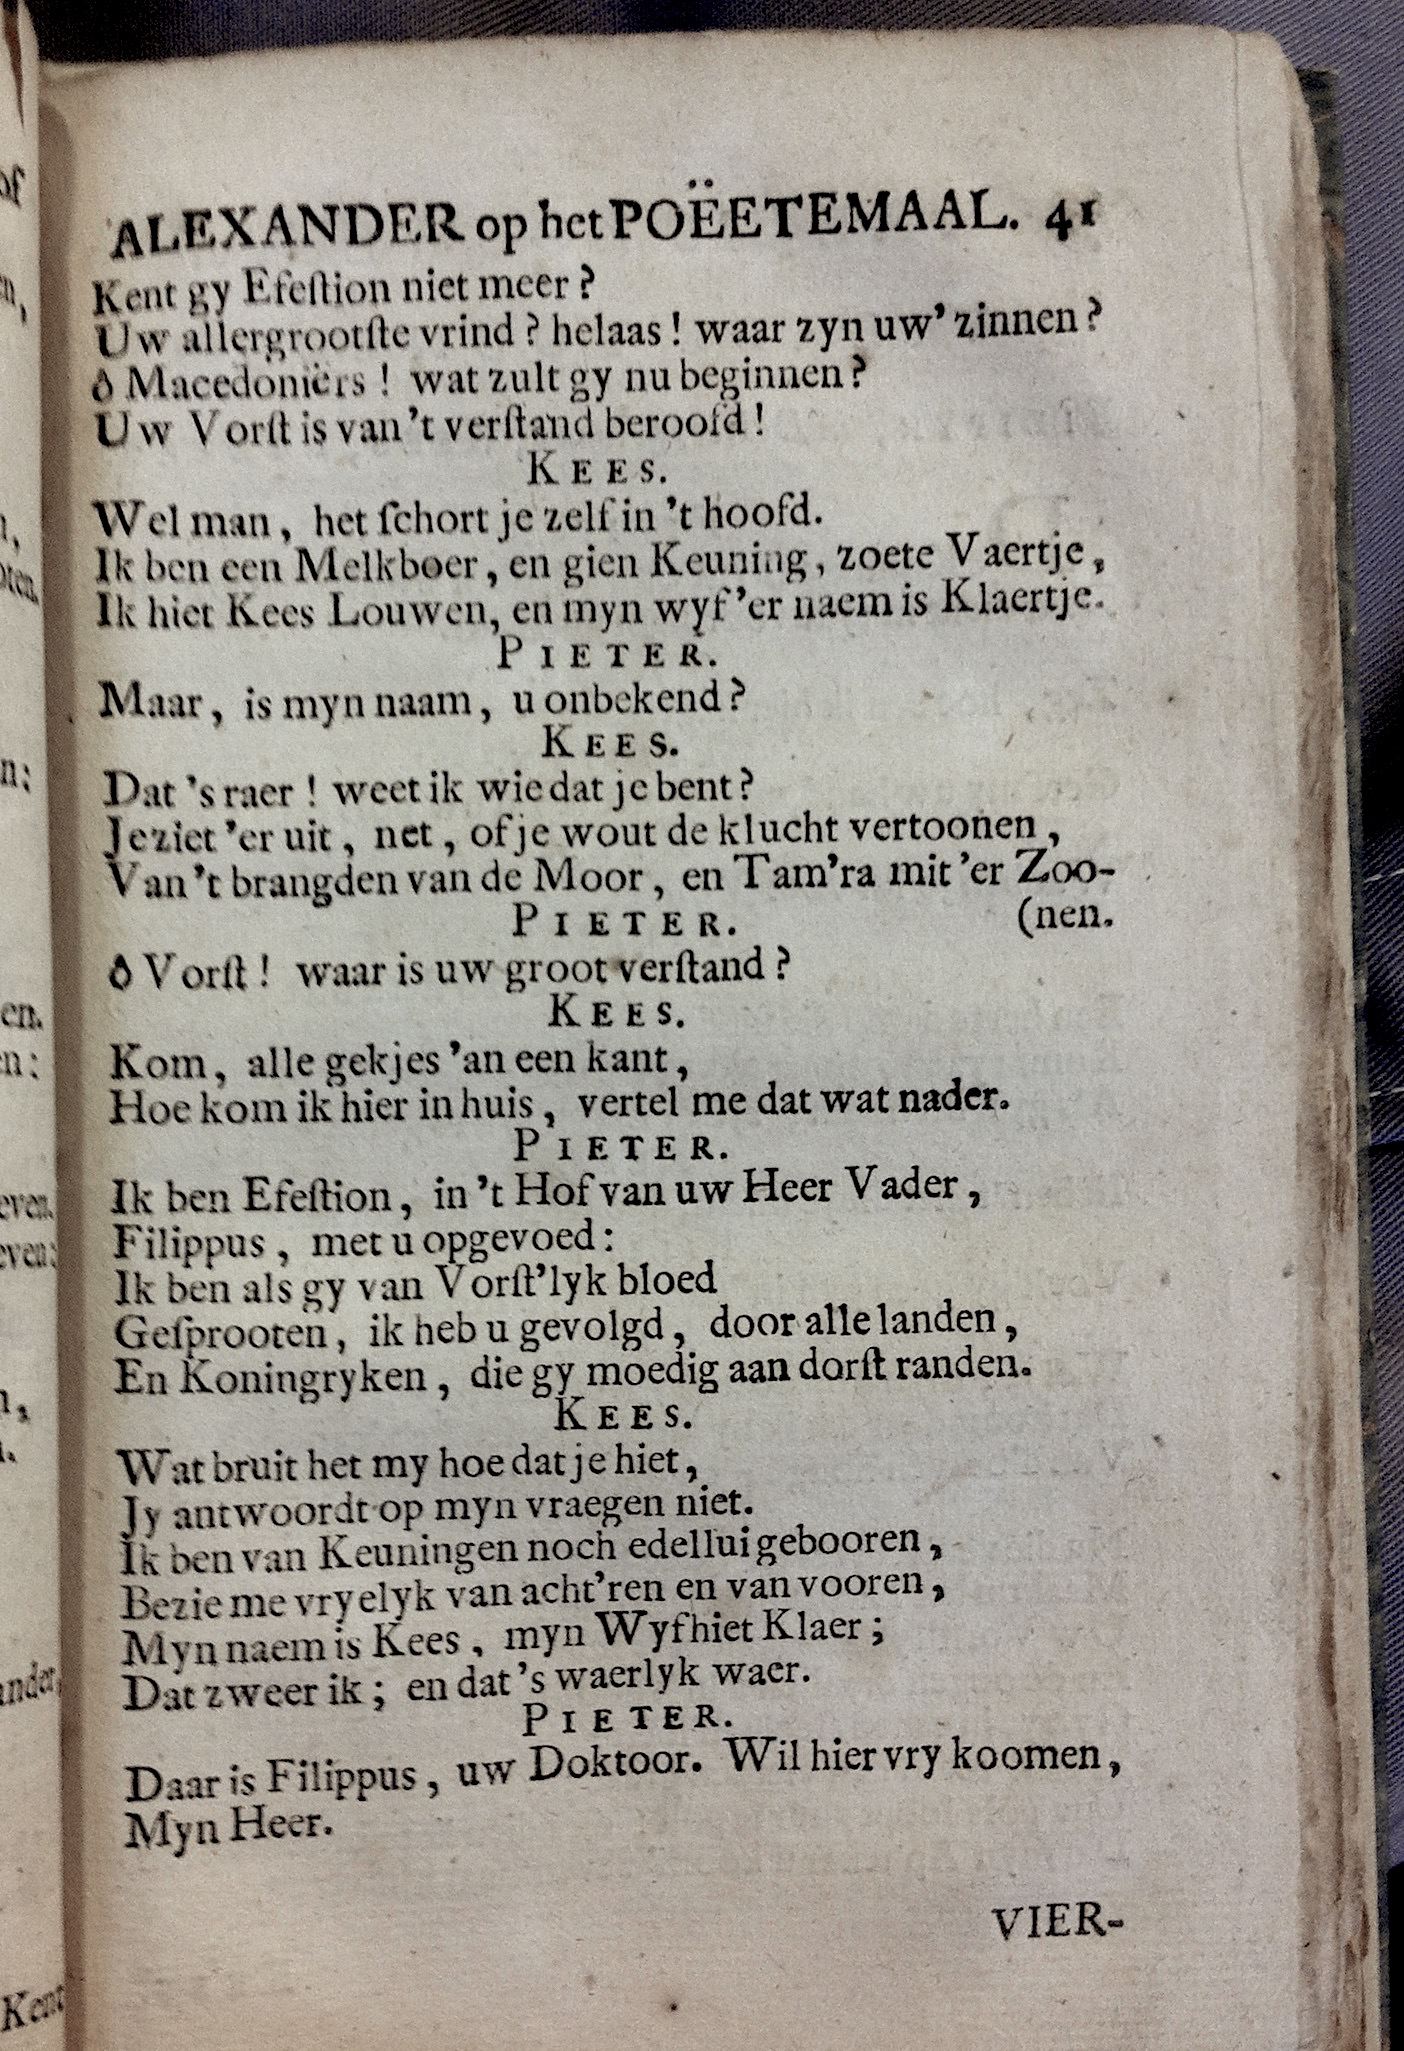 ALEXANDER op het POËETEMAAL. 41
Kent gy Efeſtion niet meer?
Uw allergrootſte vrind? helaas! waar zyn uw' zinnen?
ô Macedoniërs! wat zult gy nu beginnen?
Uw Vorſt is van 't verſtand beroofd!
KEES.
Wel man, het ſchort je zelf in 't hoofd.
Ik ben een Melkboer, en gien Keuning, zoete Vaertje,
Ik hiet Kees Louwen, en myn wyf 'er naem is Klaertje.
PIETER.
Maar, is myn naam, u onbekend?
KEES.
Dat 's raer! weet ik wie dat je bent?
Je ziet 'er uit, net, of je wout de klucht vertoonen,
Van 't brangden van de Moor, en Tam'ra mit 'er Zoo-
PIETER. (nen.
ô Vorſt! waar is uw groot verſtand?
KEES.
Kom, alle gekjes 'an een kant,
Hoe kom ik hier in huis, vertel me dat wat nader.
PIETER.
Ik ben Efeſtion, in 't Hof van uw Heer Vader,
Filippus, met u opgevoed:
Ik ben als gy van Vorſt'lyk bloed
Geſprooten, ik heb u gevolgd, door alle landen,
En Koningryken, die gy moedig aan dorſt randen.
KEES.
Wat bruit het my hoe dat je hiet,
Jy antwoordt op myn vraegen niet.
Ik ben van Keuningen noch edellui gebooren,
Bezie me vryelyk van acht'ren en van vooren,
Myn naem is Kees, myn Wyf hiet Klaer;
Dat zweer ik; en dat 's waerlyk waer.
PIETER.
Daar is Filippus, uw Doktoor. Wil hier vry koomen,
Myn Heer.
VIER-